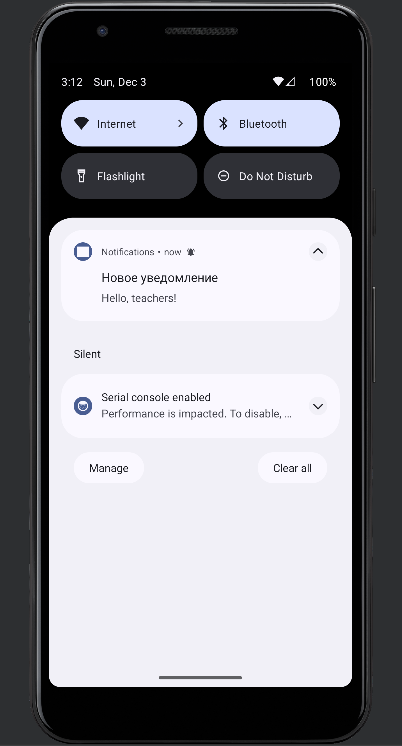 3:12 Sun, Dec 3 100%
Internet Bluetooth
Flashlight Do Not Disturb
Notifications • now
Новое уведомление
Hello, teachers!
Silent
Serial console enabled
Performance is impacted. To disable, ...
Manage Clear all